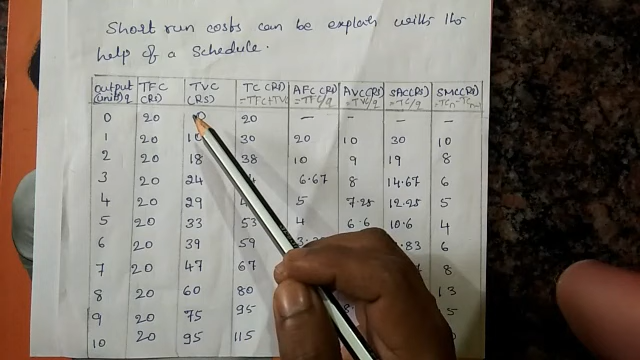 Short run costs can be explain with the
help of a schedule.
output (units) q TFC (RS) TVC (RS) TC (RS) =TFC+TVC AFC (RS) =TFC/q AVC(RS) =TVC/q SAC(RS) =TC/q SMC(RS) =TCn-TCn-1
0 20 0 20 — — — —
1 20 10 30 20 10 30 10
2 20 18 38 10 9 19 8
3 20 24 6.67 8 14.67 6
4 20 29 5 7.25 12.25 5
5 20 33 53 4 6.6 10.6 4
6 20 39 59 6
7 20 47 67 8
8 20 60 80 13
9 20 75 95
10 20 95 115